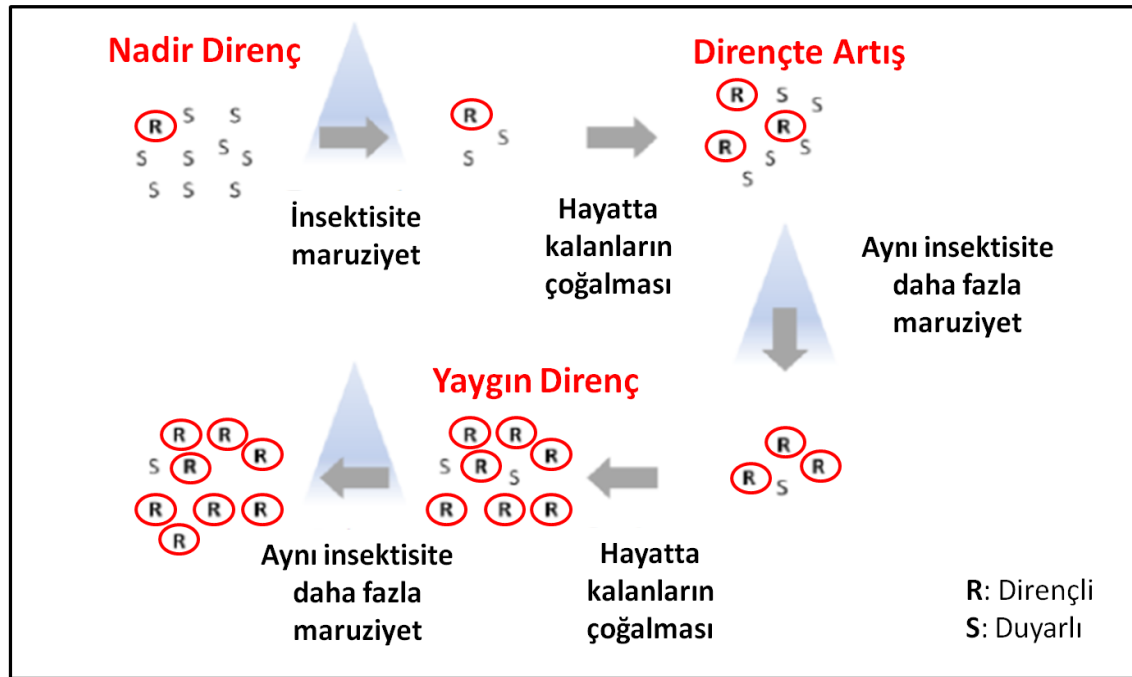 Nadir Direnç
Dirençte Artış
R S S
S S S S
S S S
R
S
S
R S S
R
R S
S
S
İnsektisite
maruziyet
Hayatta
kalanların
çoğalması
Aynı insektisite
daha fazla
maruziyet
Yaygın Direnç
R
R R
S
R R
R
S R S
R R R
R R
R
S R
R R R
R
Hayatta
kalanların
çoğalması
Aynı insektisite
daha fazla
maruziyet
R: Dirençli
S: Duyarlı